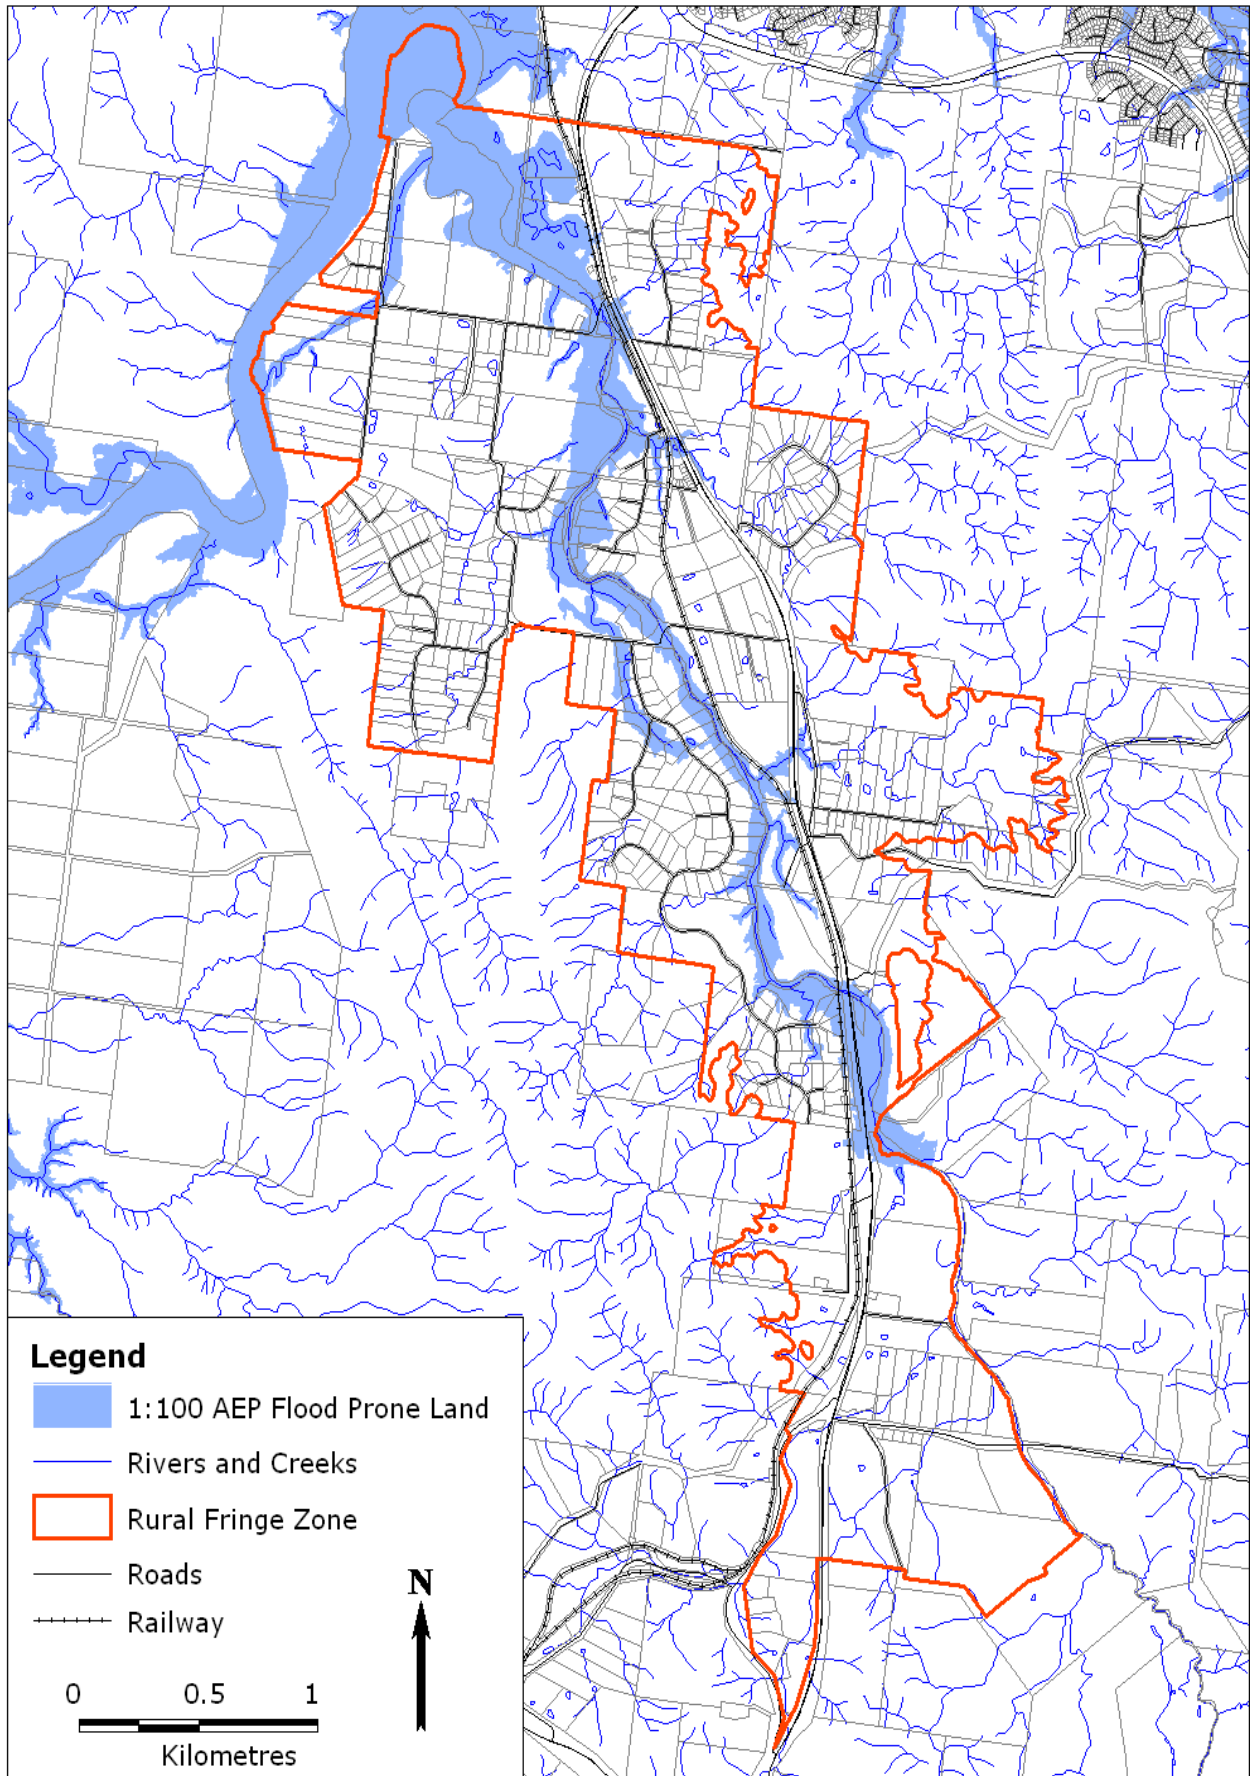 Legend
1:100 AEP Flood Prone Land
Rivers and Creeks
Rural Fringe Zone
Roads
Railway
N
0 0.5 1
Kilometres